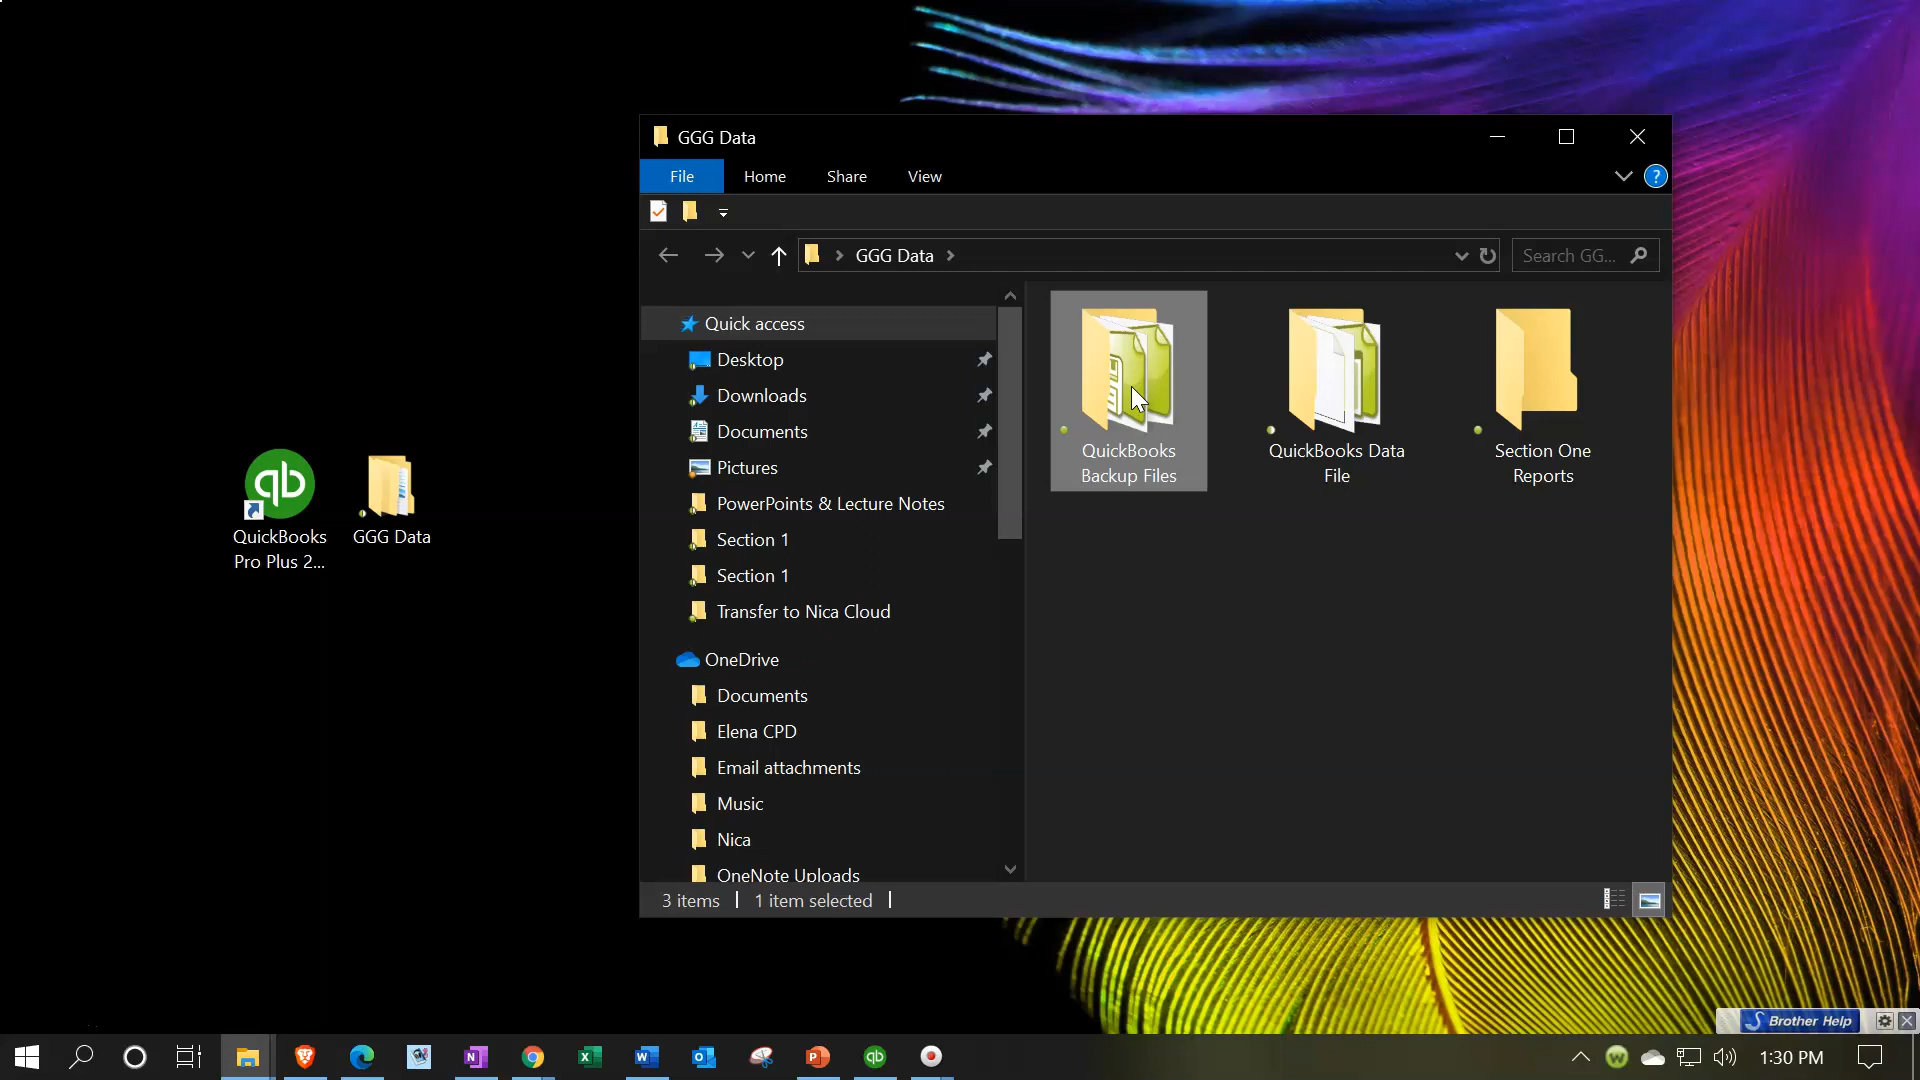 GGG Data
File
Home
Share
View
?
GGG Data
Search GG...
Quick access
Desktop
Downloads
Documents
Pictures
PowerPoints & Lecture Notes
Section 1
Section 1
Transfer to Nica Cloud
OneDrive
Documents
Elena CPD
Email attachments
Music
Nica
OneNote Uploads
QuickBooks
Backup Files
QuickBooks Data
File
Section One
Reports
3 items
1 item selected
qb
QuickBooks
Pro Plus 2...
GGG Data
Brother Help
N
X
W
O
P
qb
W
1:30 PM